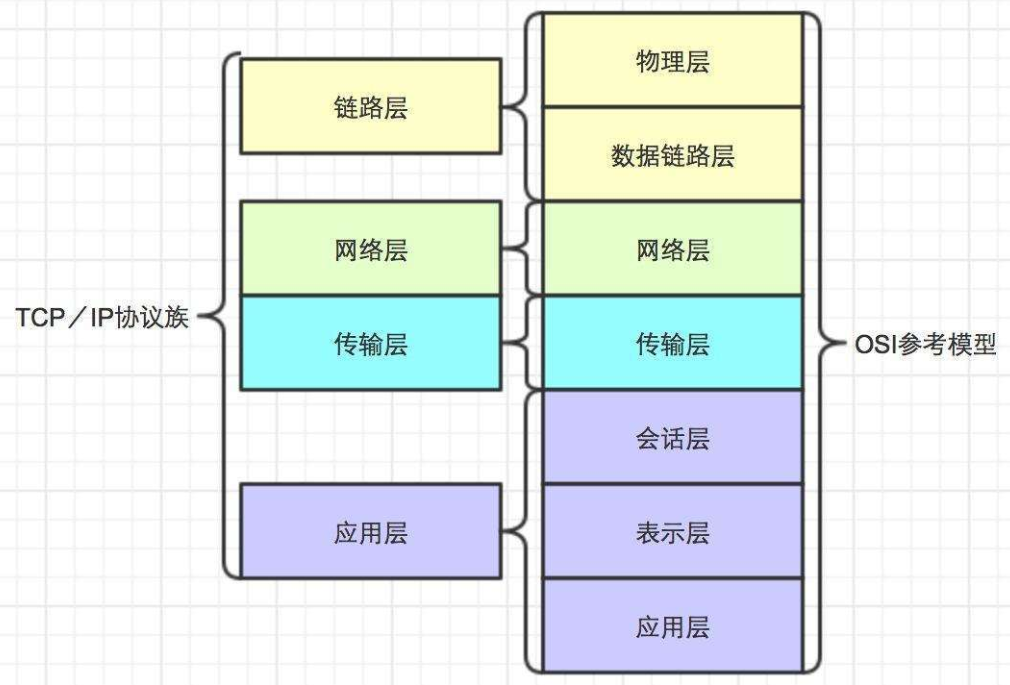 TCP／IP协议族
链路层
网络层
传输层
应用层
物理层
数据链路层
网络层
传输层
会话层
表示层
应用层
OSI参考模型